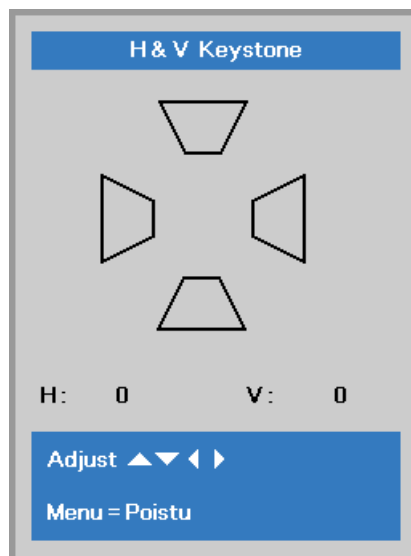 H & V Keystone
H: 0 V: 0
Adjust ▲▼◀▶
Menu = Poistu